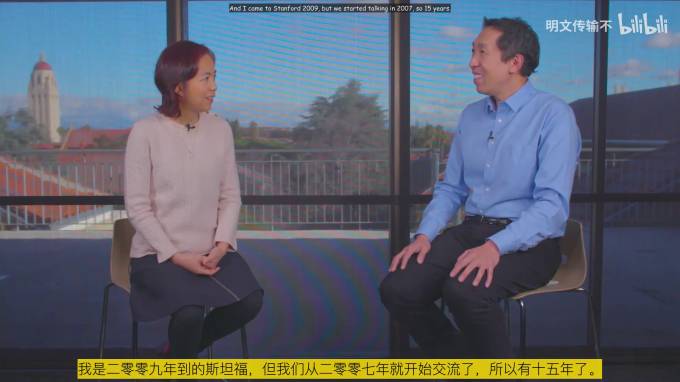 And I came to Stanford 2009, but we started talking in 2007, so 15 years
明文传输不 bilibili
我是二零零九年到的斯坦福，但我们从二零零七年就开始交流了，所以有十五年了。